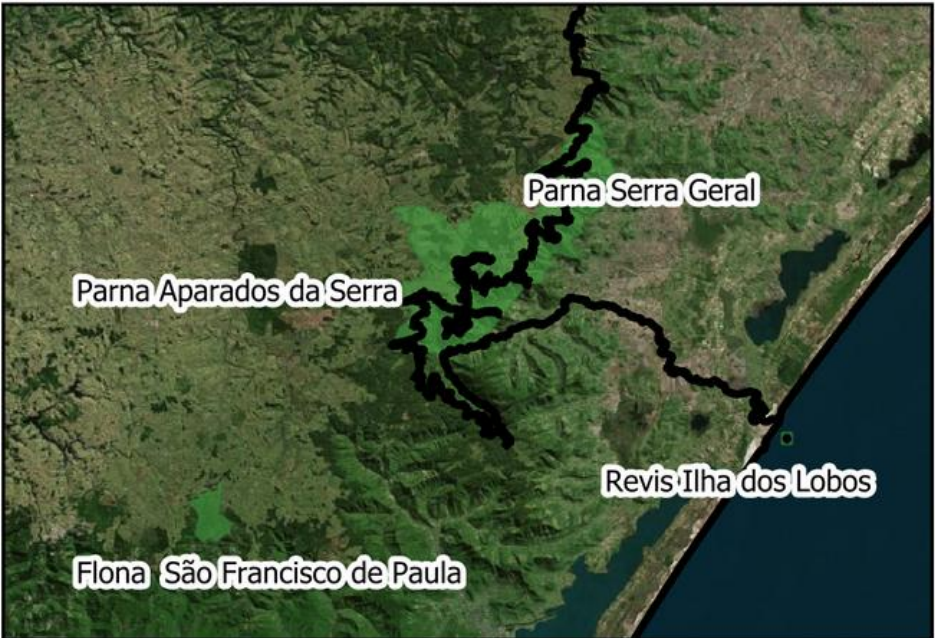 Parna Serra Geral
Parna Aparados da Serra
Revis Ilha dos Lobos
Flona São Francisco de Paula